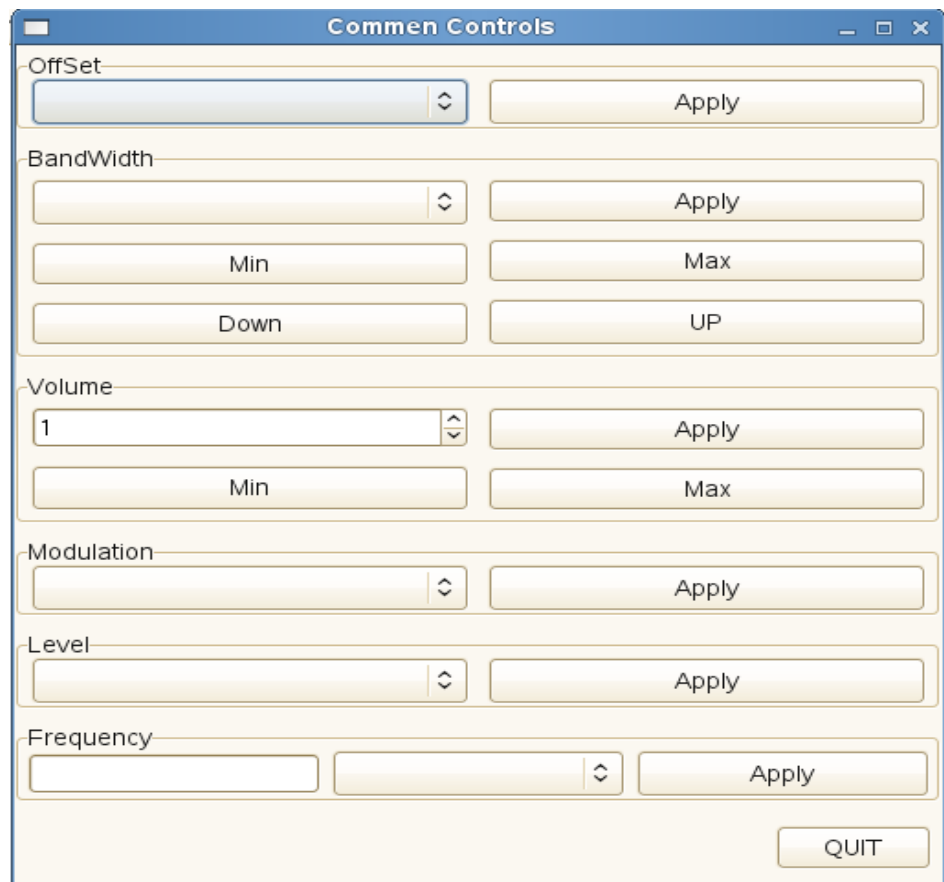 Commen Controls
OffSet
Apply
BandWidth
Apply
Min Max
Down UP
Volume
1 Apply
Min Max
Modulation
Apply
Level
Apply
Frequency
Apply
QUIT